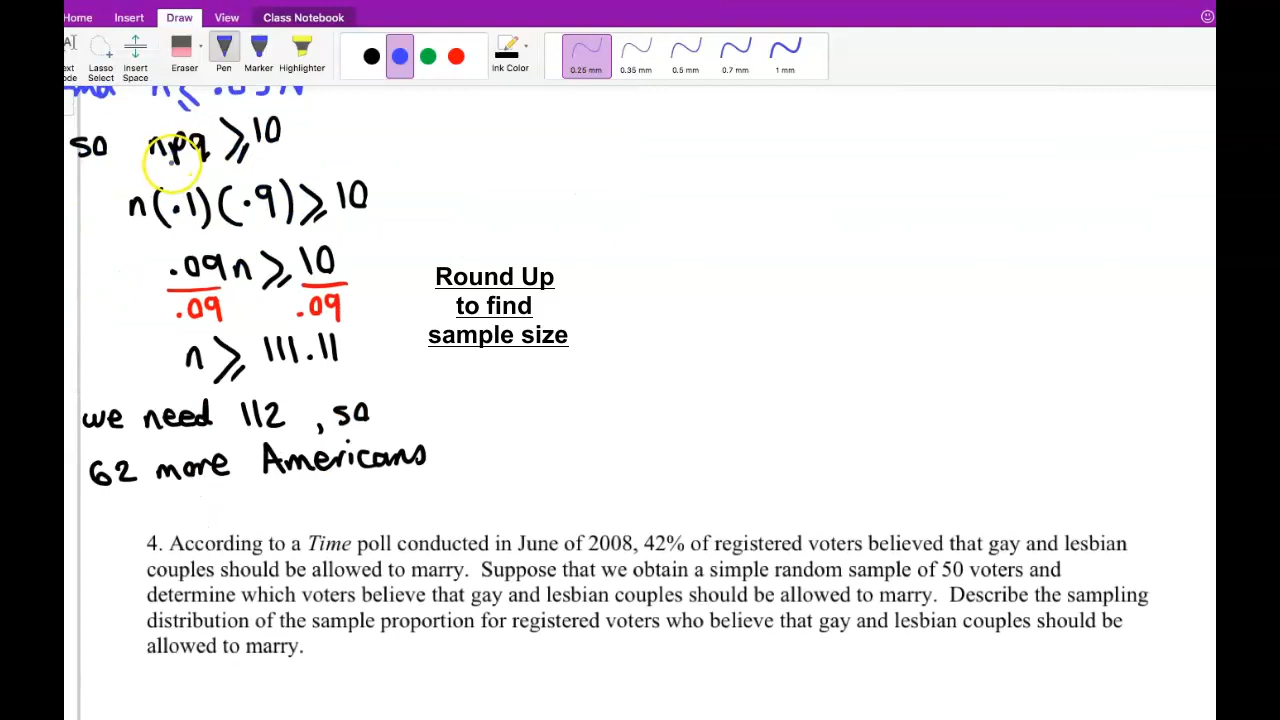 Home Insert Draw View Class Notebook
Eraser Pen Marker Highlighter Ink Color
Lasso Select
Insert Space
0.25 mm 0.35 mm 0.5 mm 0.7 mm 1 mm
n ≥ .05N
so npq ≥ 10
n(.1)(.9) ≥ 10
.09n ≥ 10
.09 .09
n ≥ 111.11
we need 112 , so
62 more Americans
Round Up
to find
sample size
4. According to a Time poll conducted in June of 2008, 42% of registered voters believed that gay and lesbian
couples should be allowed to marry. Suppose that we obtain a simple random sample of 50 voters and
determine which voters believe that gay and lesbian couples should be allowed to marry. Describe the sampling
distribution of the sample proportion for registered voters who believe that gay and lesbian couples should be
allowed to marry.